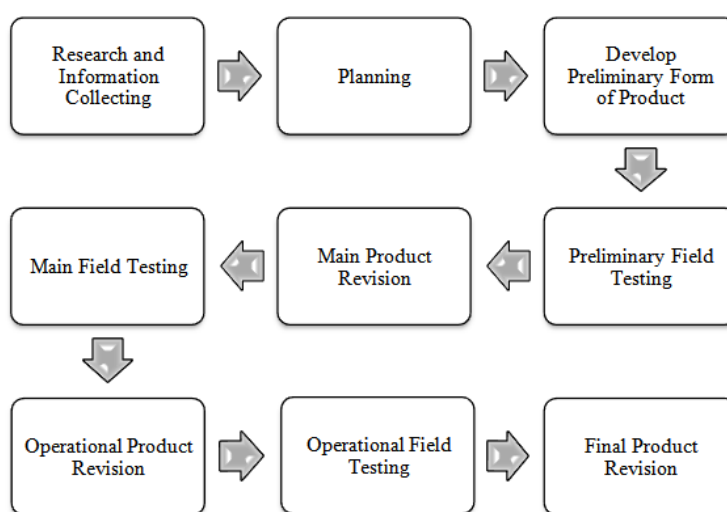 Research and
Information
Collecting
Planning
Develop
Preliminary Form
of Product
Main Field Testing
Main Product
Revision
Preliminary Field
Testing
Operational Product
Revision
Operational Field
Testing
Final Product
Revision